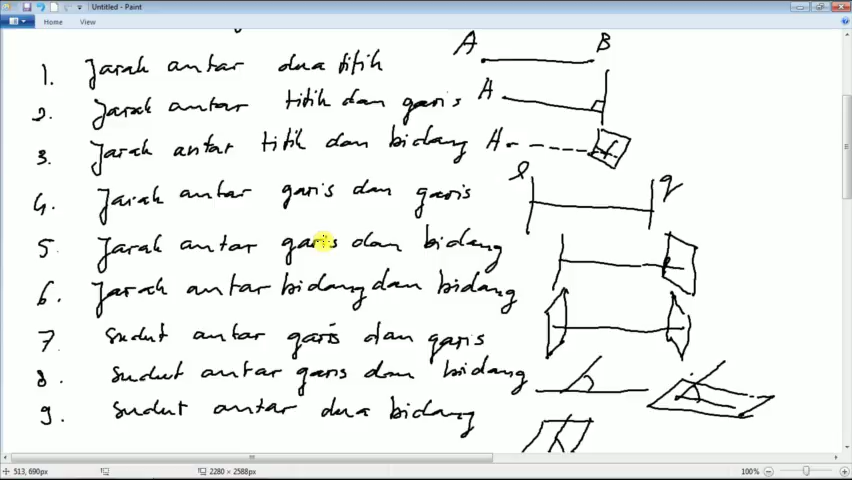 Untitled - Paint
Home View
A B
1. Jarak antar dua titik
2. Jarak antar titik dan garis A
3. Jarak antar titik dan bidang A
4. Jarak antar garis dan garis l q
5. Jarak antar garis dan bidang
6. Jarak antar bidang dan bidang
7. sudut antar garis dan garis
8. sudut antar garis dan bidang
9. sudut antar dua bidang
513, 690px 2280 × 2588px 100%